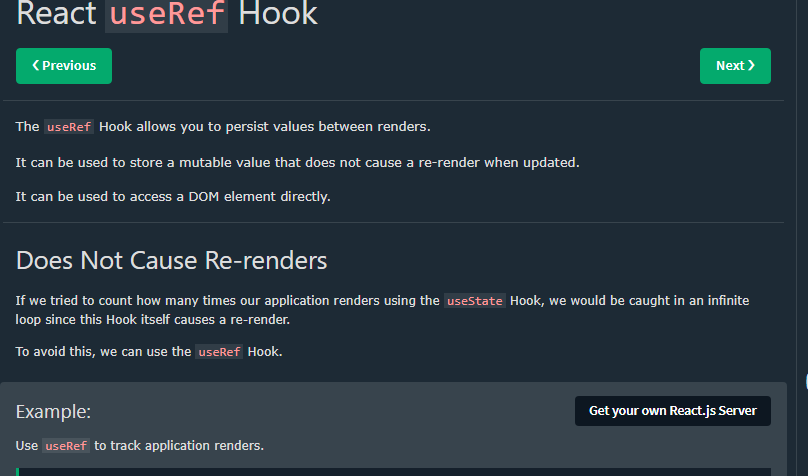 React useRef Hook
❮ Previous
Next ❯
The useRef Hook allows you to persist values between renders.
It can be used to store a mutable value that does not cause a re-render when updated.
It can be used to access a DOM element directly.
Does Not Cause Re-renders
If we tried to count how many times our application renders using the useState Hook, we would be caught in an infinite
loop since this Hook itself causes a re-render.
To avoid this, we can use the useRef Hook.
Example:
Get your own React.js Server
Use useRef to track application renders.